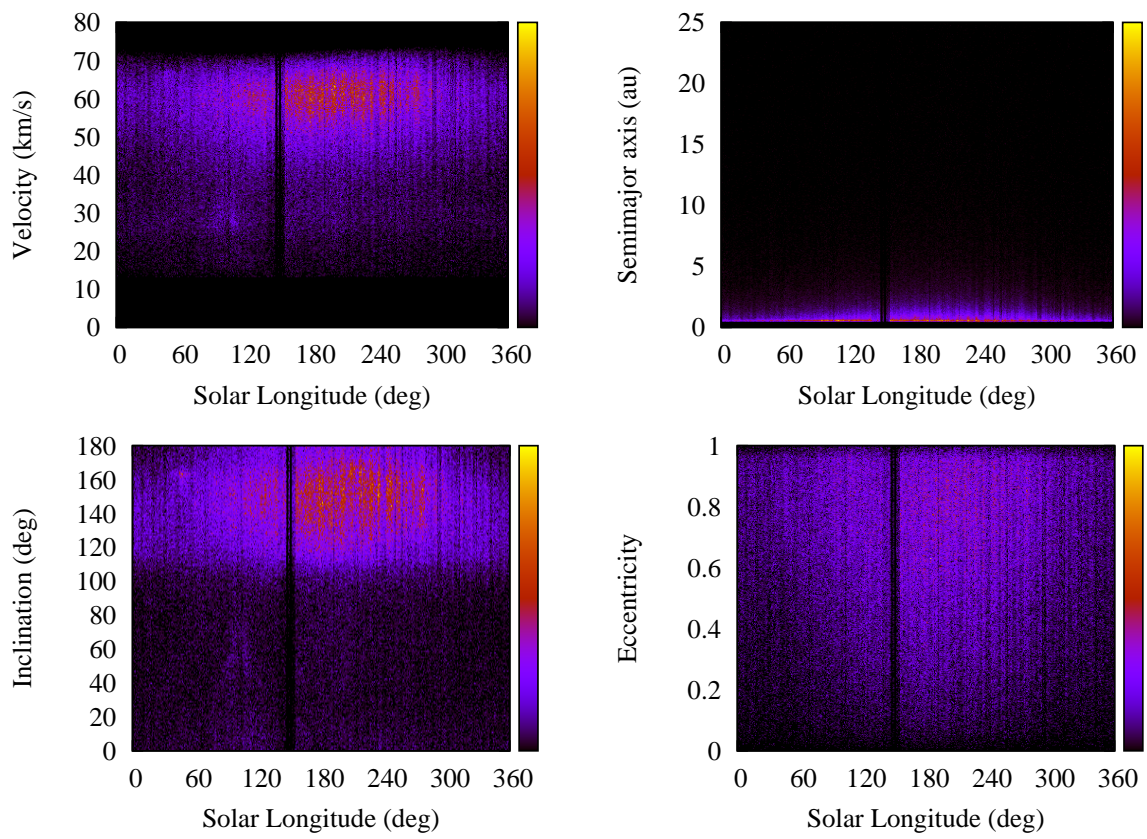 80
70
60
50
40
30
20
10
0
Velocity (km/s)
0 60 120 180 240 300 360
Solar Longitude (deg)
25
20
15
10
5
0
Semimajor axis (au)
0 60 120 180 240 300 360
Solar Longitude (deg)
180
160
140
120
100
80
60
40
20
0
Inclination (deg)
0 60 120 180 240 300 360
Solar Longitude (deg)
1
0.8
0.6
0.4
0.2
0
Eccentricity
0 60 120 180 240 300 360
Solar Longitude (deg)